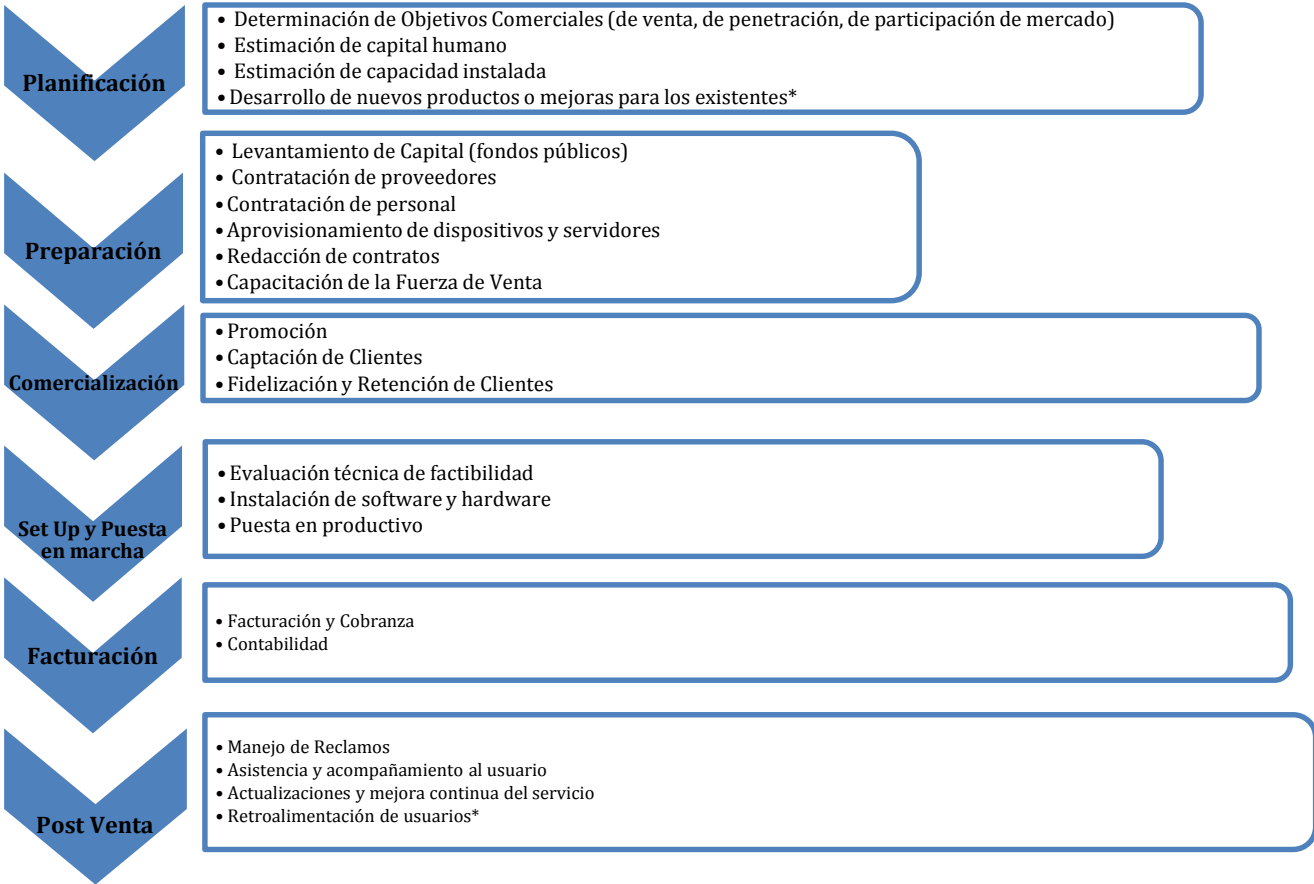 Planificación
• Determinación de Objetivos Comerciales (de venta, de penetración, de participación de mercado)
• Estimación de capital humano
• Estimación de capacidad instalada
• Desarrollo de nuevos productos o mejoras para los existentes*
Preparación
• Levantamiento de Capital (fondos públicos)
• Contratación de proveedores
• Contratación de personal
• Aprovisionamiento de dispositivos y servidores
• Redacción de contratos
• Capacitación de la Fuerza de Venta
Comercialización
• Promoción
• Captación de Clientes
• Fidelización y Retención de Clientes
Set Up y Puesta
en marcha
• Evaluación técnica de factibilidad
• Instalación de software y hardware
• Puesta en productivo
Facturación
• Facturación y Cobranza
• Contabilidad
Post Venta
• Manejo de Reclamos
• Asistencia y acompañamiento al usuario
• Actualizaciones y mejora continua del servicio
• Retroalimentación de usuarios*